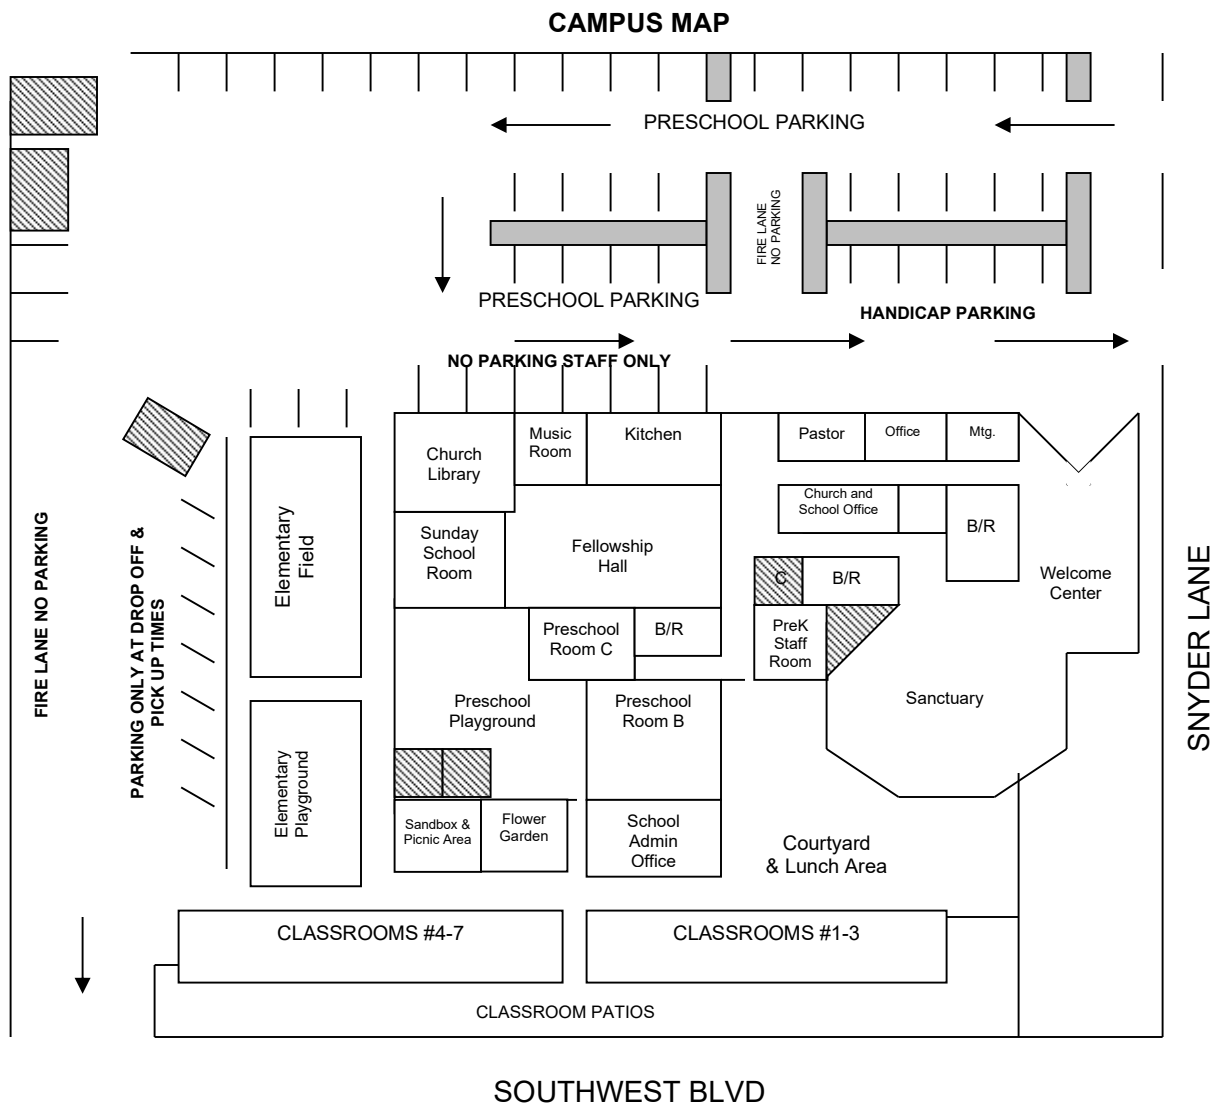 CAMPUS MAP
PRESCHOOL PARKING
FIRE LANE
NO PARKING
PRESCHOOL PARKING
HANDICAP PARKING
NO PARKING STAFF ONLY
Church
Library
Music
Room
Kitchen
Pastor
Office
Mtg.
Church and
School Office
B/R
Sunday
School
Room
Fellowship
Hall
C
B/R
Welcome
Center
Elementary
Field
FIRE LANE NO PARKING
PARKING ONLY AT DROP OFF &
PICK UP TIMES
Preschool
Room C
B/R
PreK
Staff
Room
SNYDER LANE
Preschool
Playground
Preschool
Room B
Sanctuary
Elementary
Playground
Sandbox &
Picnic Area
Flower
Garden
School
Admin
Office
Courtyard
& Lunch Area
CLASSROOMS #4-7
CLASSROOMS #1-3
CLASSROOM PATIOS
SOUTHWEST BLVD